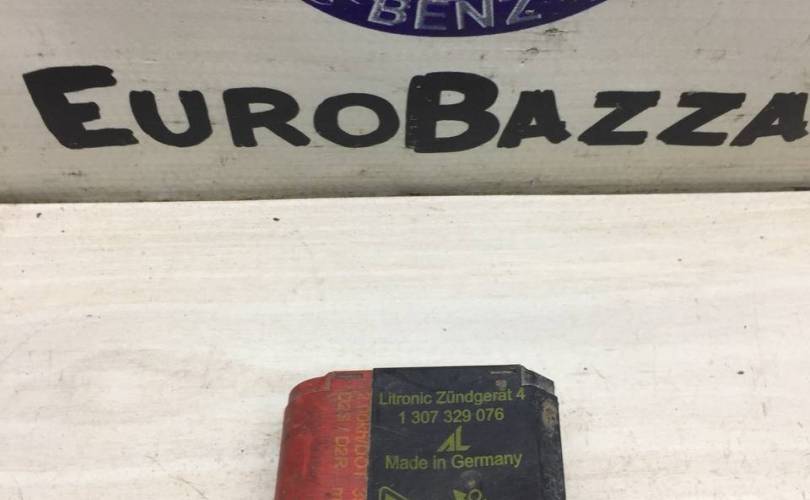 BENZ
EUROBAZZA
Litronic Zündgerät 4
1 307 329 076
AL
Made in Germany
D2S / D2R